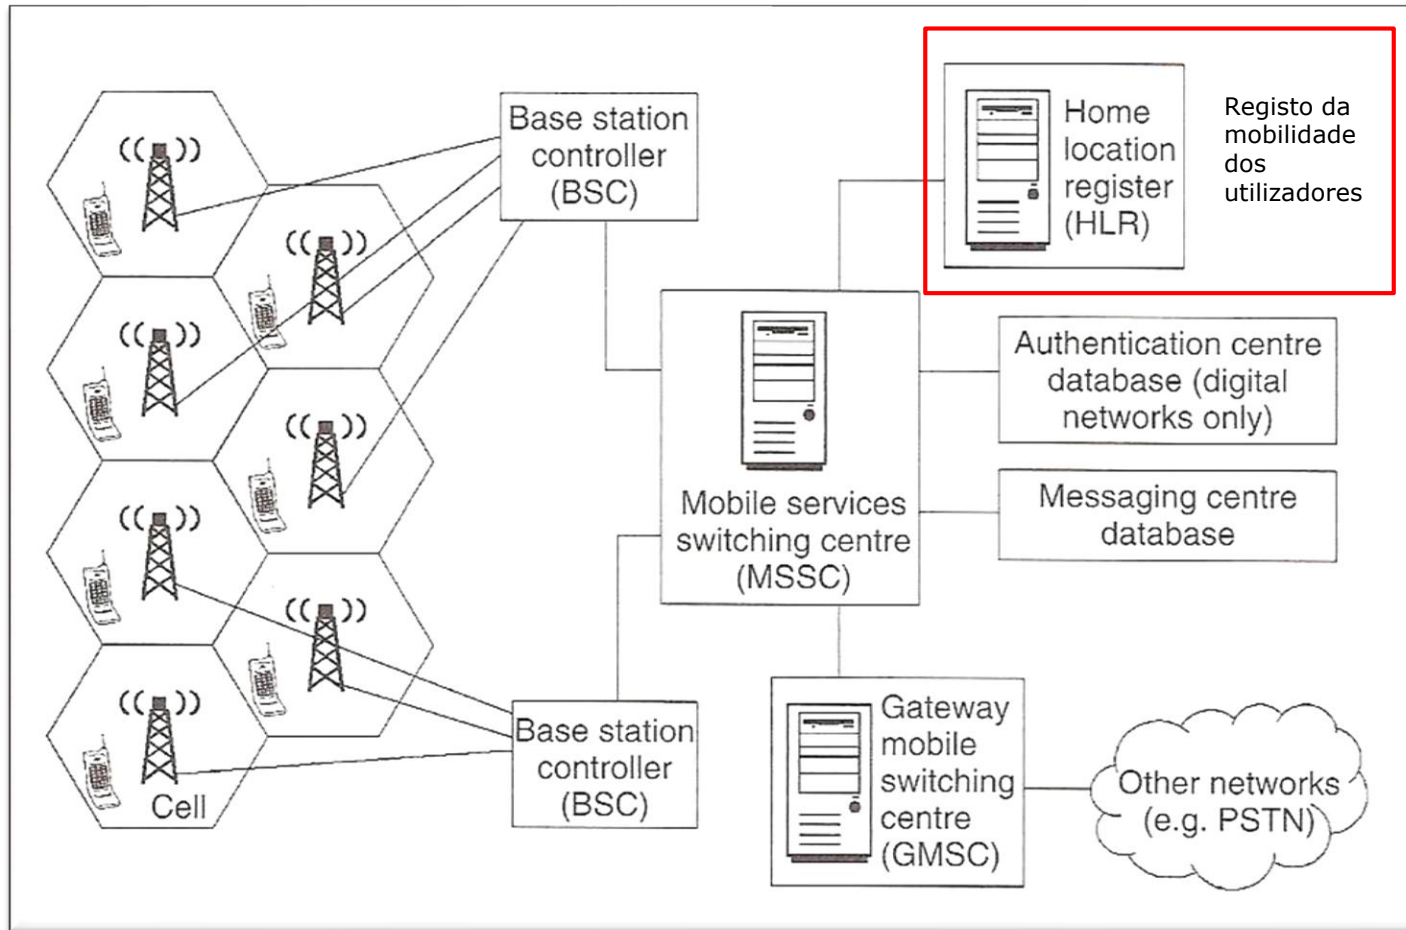 Base station
controller
(BSC)
Home
location
register
(HLR)
Registo da
mobilidade
dos
utilizadores
Authentication centre
database (digital
networks only)
Mobile services
switching centre
(MSSC)
Messaging centre
database
Cell
Base station
controller
(BSC)
Gateway
mobile
switching
centre
(GMSC)
Other networks
(e.g. PSTN)